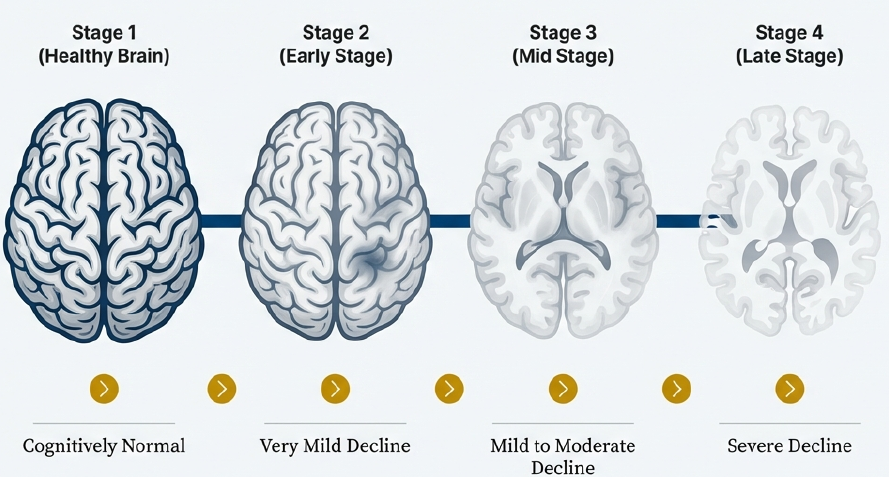 Stage 1
(Healthy Brain)
Stage 2
(Early Stage)
Stage 3
(Mid Stage)
Stage 4
(Late Stage)
Cognitively Normal
Very Mild Decline
Mild to Moderate
Decline
Severe Decline